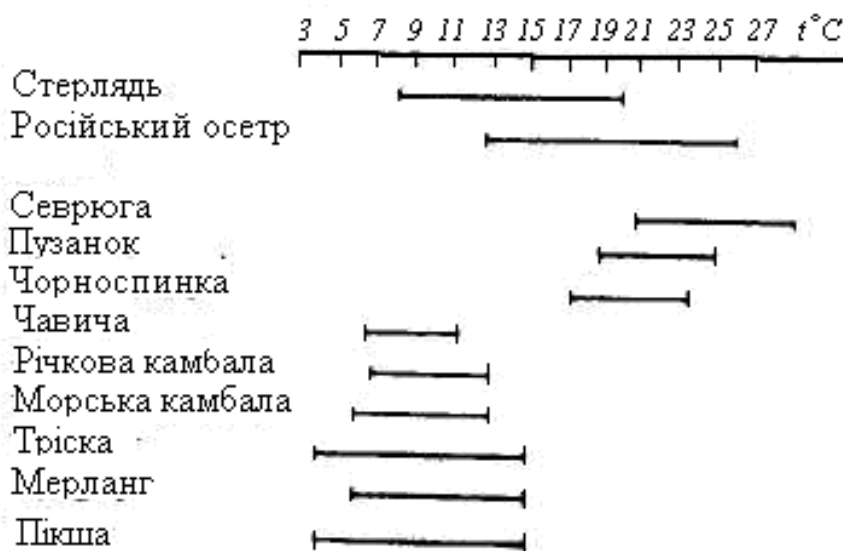 3 5 7 9 11 13 15 17 19 21 23 25 27 t°C
Стерлядь
Російський осетр
Севрюга
Пузанок
Чорноспинка
Чавича
Річкова камбала
Морська камбала
Тріска
Мерланг
Пікша